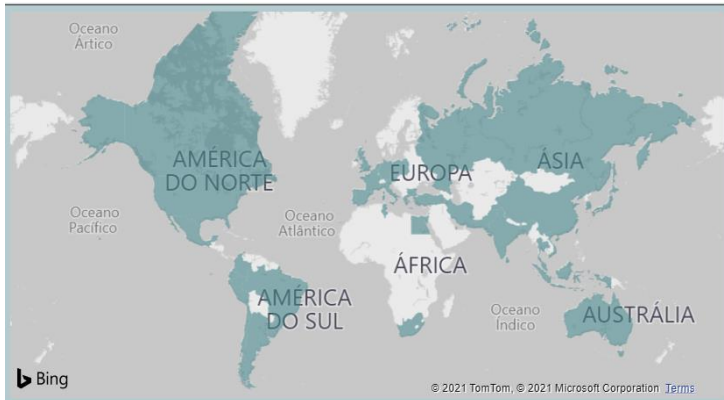 Oceano
Ártico
AMÉRICA
DO NORTE
EUROPA
ÁSIA
Oceano
Pacífico
Oceano
Atlântico
ÁFRICA
AMÉRICA
DO SUL
Oceano
Índico
AUSTRÁLIA
Bing
© 2021 TomTom, © 2021 Microsoft Corporation Terms